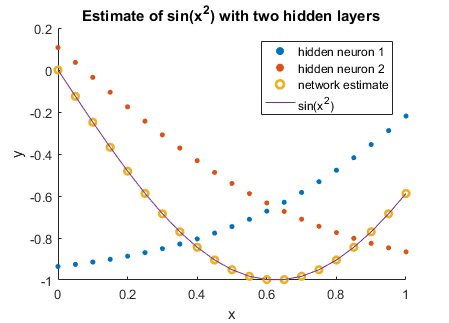 Estimate of sin(x²) with two hidden layers
0.2
0
-0.2
-0.4
-0.6
-0.8
-1
y
hidden neuron 1
hidden neuron 2
network estimate
sin(x²)
0 0.2 0.4 0.6 0.8 1
x